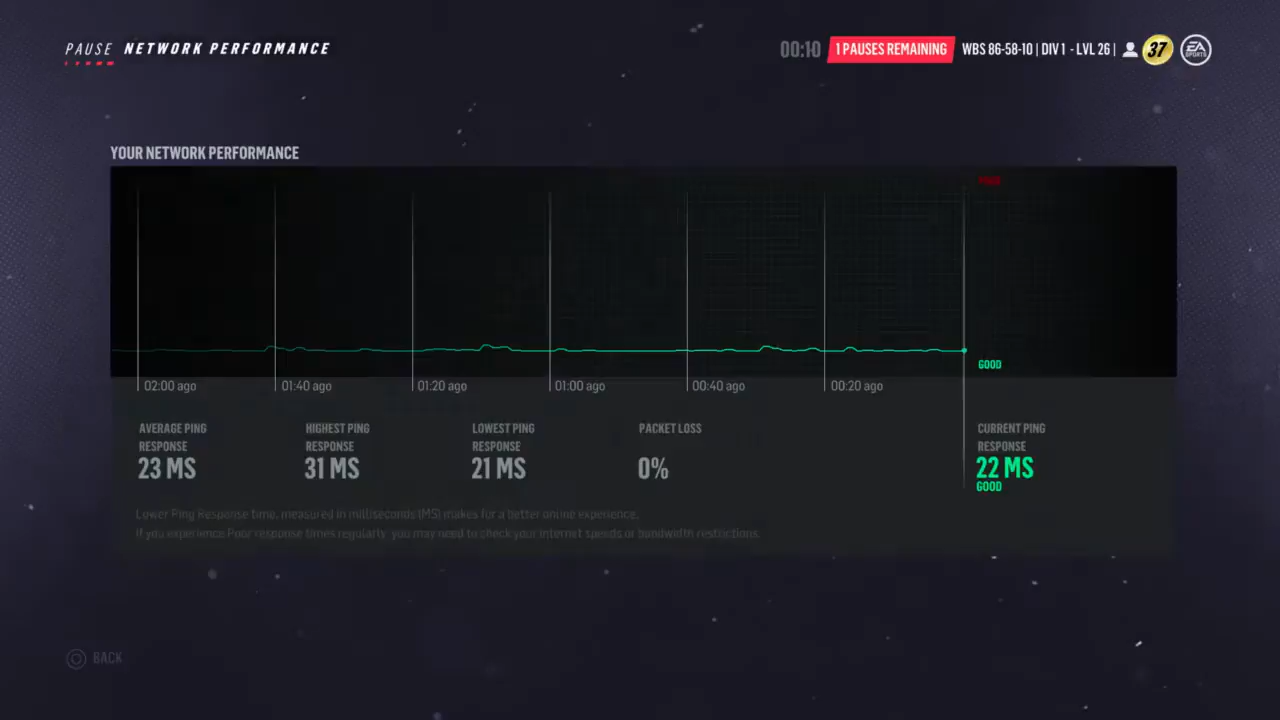 PAUSE NETWORK PERFORMANCE
00:10 1 PAUSES REMAINING WBS 86-58-10 | DIV 1 - LVL 26 | 37 EA SPORTS
YOUR NETWORK PERFORMANCE
POOR
GOOD
02:00 ago 01:40 ago 01:20 ago 01:00 ago 00:40 ago 00:20 ago
AVERAGE PING RESPONSE
23 MS
HIGHEST PING RESPONSE
31 MS
LOWEST PING RESPONSE
21 MS
PACKET LOSS
0%
CURRENT PING RESPONSE
22 MS
GOOD
Lower Ping Response time, measured in milliseconds (MS) makes for a better online experience.
If you experience Poor response times regularly, you may need to check your internet speeds or bandwidth restrictions.
BACK